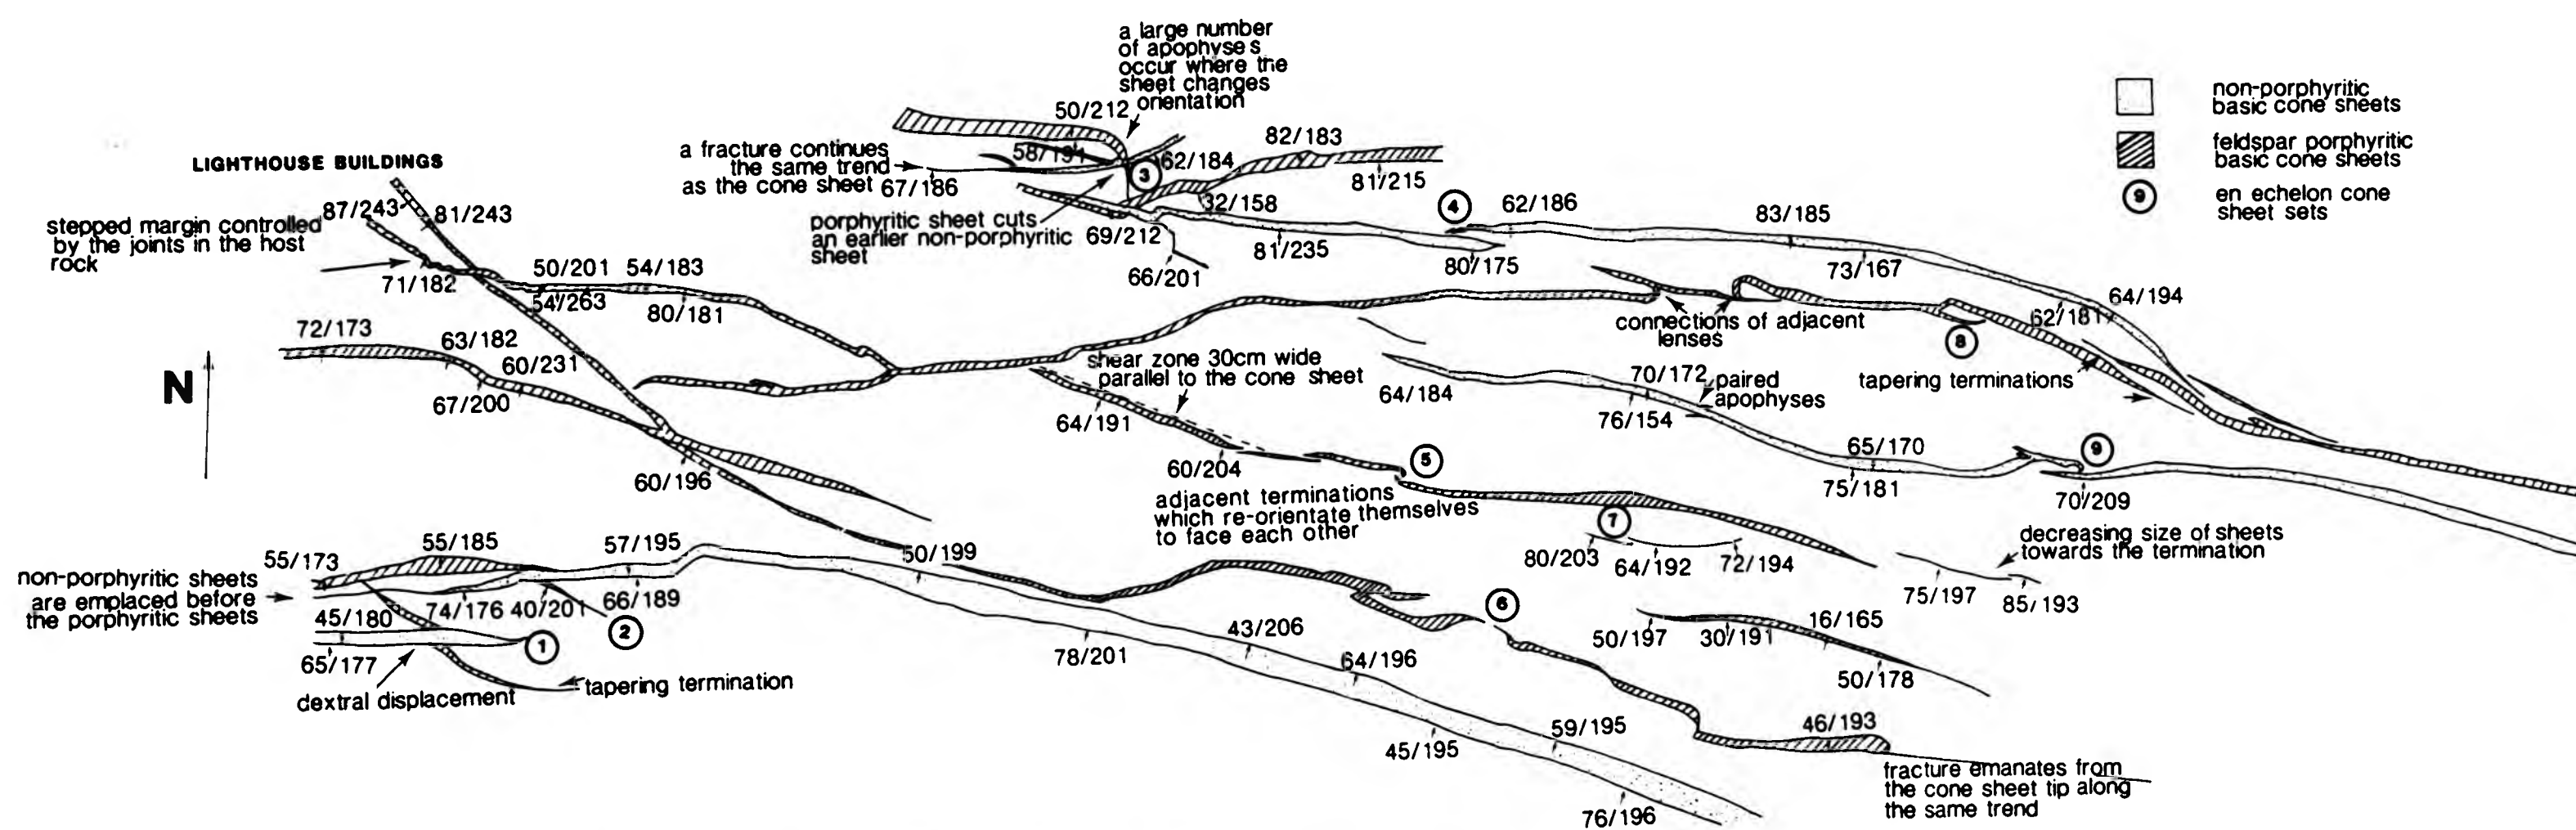 a large number
of apophyses
occur where the
sheet changes
orientation
50/212
a fracture continues
the same trend
as the cone sheet
67/186
58/191
62/184
82/183
81/215
3
32/158
porphyritic sheet cuts
an earlier non-porphyritic
sheet
69/212
66/201
81/235
80/175
4
62/186
83/185
73/167
64/194
62/181
non-porphyritic
basic cone sheets
feldspar porphyritic
basic cone sheets
9
en echelon cone
sheet sets
LIGHTHOUSE BUILDINGS
87/243
81/243
stepped margin controlled
by the joints in the host
rock
71/182
50/201
54/183
54/263
80/181
72/173
63/182
60/231
67/200
60/196
N
shear zone 30cm wide
parallel to the cone sheet
64/191
60/204
5
adjacent terminations
which re-orientate themselves
to face each other
connections of adjacent
lenses
8
tapering terminations
64/184
70/172
paired
apophyses
76/154
65/170
75/181
9
70/209
decreasing size of sheets
towards the termination
75/197
85/193
7
80/203
64/192
72/194
55/173
55/185
57/195
50/199
non-porphyritic sheets
are emplaced before
the porphyritic sheets
74/176
40/201
66/189
45/180
1
2
65/177
dextral displacement
tapering termination
78/201
43/206
64/196
6
50/197
30/191
16/165
50/178
45/195
59/195
76/196
46/193
fracture emanates from
the cone sheet tip along
the same trend